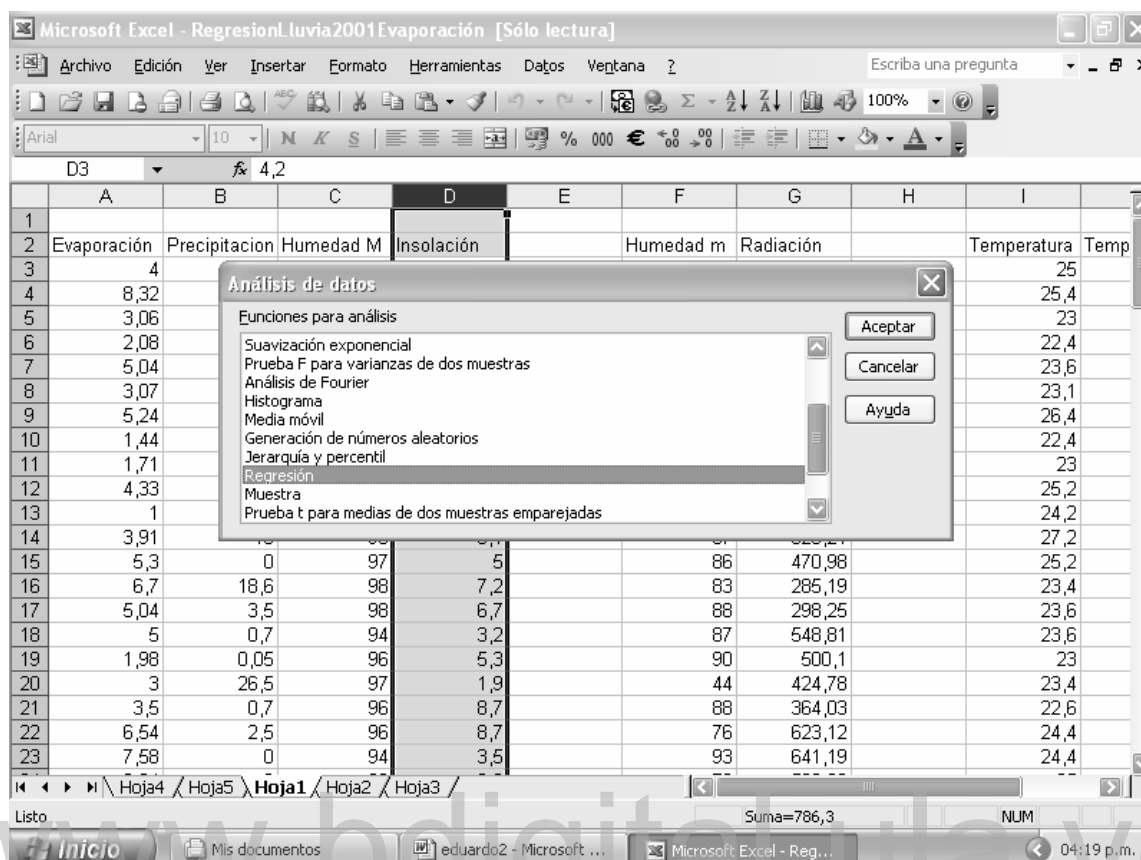 Microsoft Excel - RegresionLluvia2001Evaporación [Sólo lectura]
Archivo Edición Ver Insertar Formato Herramientas Datos Ventana ? Escriba una pregunta
100%
Arial 10 N K S % 000 €
D3 fx 4,2
A B C D E F G H I
1
2 Evaporación Precipitacion Humedad M Insolación Humedad m Radiación Temperatura Temp
3 4 25
4 8,32 25,4
5 3,06 23
6 2,08 22,4
7 5,04 23,6
8 3,07 23,1
9 5,24 26,4
10 1,44 22,4
11 1,71 23
12 4,33 25,2
13 1 24,2
14 3,91 27,2
Análisis de datos
Funciones para análisis
Suavización exponencial
Prueba F para varianzas de dos muestras
Análisis de Fourier
Histograma
Media móvil
Generación de números aleatorios
Jerarquía y percentil
Regresión
Muestra
Prueba t para medias de dos muestras emparejadas
Aceptar
Cancelar
Ayuda
15 5,3 0 97 5 86 470,98 25,2
16 6,7 18,6 98 7,2 83 285,19 23,4
17 5,04 3,5 98 6,7 88 298,25 23,6
18 5 0,7 94 3,2 87 548,81 23,6
19 1,98 0,05 96 5,3 90 500,1 23
20 3 26,5 97 1,9 44 424,78 23,4
21 3,5 0,7 96 8,7 88 364,03 22,6
22 6,54 2,5 96 8,7 76 623,12 24,4
23 7,58 0 94 3,5 93 641,19 24,4
Hoja4 Hoja5 Hoja1 Hoja2 Hoja3
Listo Suma=786,3 NUM
Inicio Mis documentos eduardo2 - Microsoft ... Microsoft Excel - Reg... 04:19 p.m.